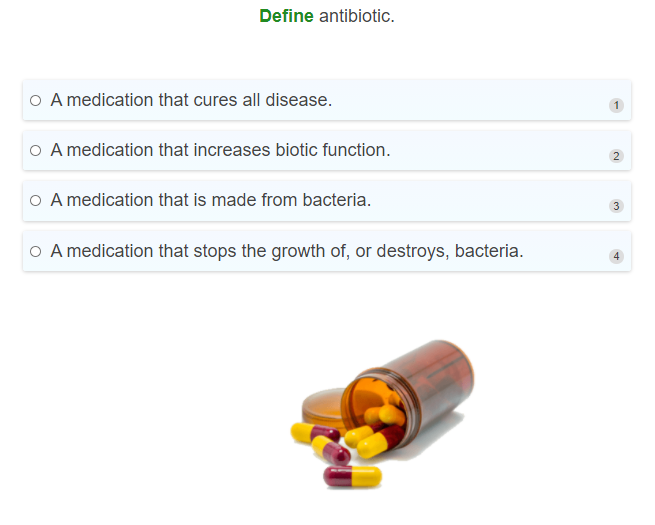 Define antibiotic.
A medication that cures all disease.
1
A medication that increases biotic function.
2
A medication that is made from bacteria.
3
A medication that stops the growth of, or destroys, bacteria.
4